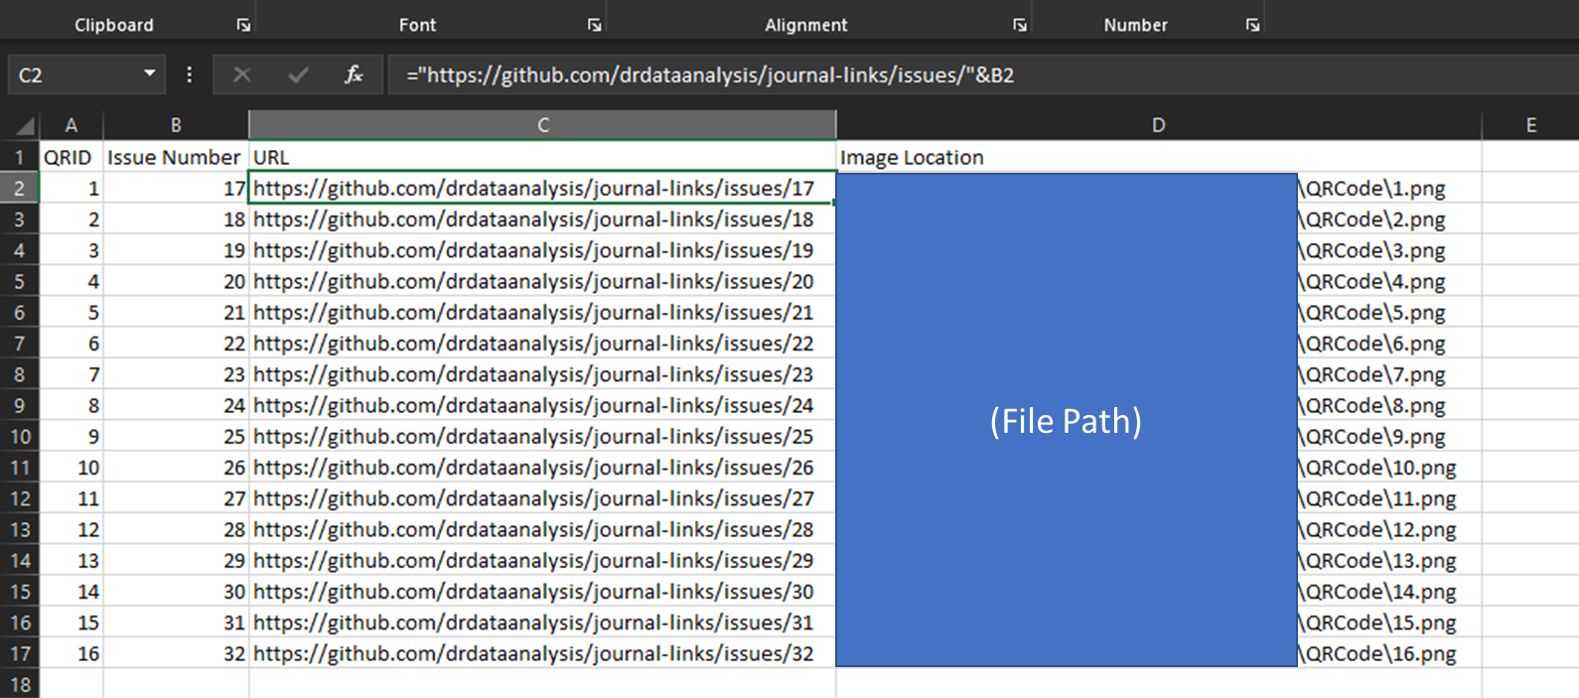 Clipboard Font Alignment Number
C2 fx ="https://github.com/drdataanalysis/journal-links/issues/"&B2
A B C D E
1 QRID Issue Number URL Image Location
2 1 17 https://github.com/drdataanalysis/journal-links/issues/17 \QRCode\1.png
3 2 18 https://github.com/drdataanalysis/journal-links/issues/18 \QRCode\2.png
4 3 19 https://github.com/drdataanalysis/journal-links/issues/19 \QRCode\3.png
5 4 20 https://github.com/drdataanalysis/journal-links/issues/20 \QRCode\4.png
6 5 21 https://github.com/drdataanalysis/journal-links/issues/21 \QRCode\5.png
7 6 22 https://github.com/drdataanalysis/journal-links/issues/22 \QRCode\6.png
8 7 23 https://github.com/drdataanalysis/journal-links/issues/23 \QRCode\7.png
9 8 24 https://github.com/drdataanalysis/journal-links/issues/24 \QRCode\8.png
(File Path)
10 9 25 https://github.com/drdataanalysis/journal-links/issues/25 \QRCode\9.png
11 10 26 https://github.com/drdataanalysis/journal-links/issues/26 \QRCode\10.png
12 11 27 https://github.com/drdataanalysis/journal-links/issues/27 \QRCode\11.png
13 12 28 https://github.com/drdataanalysis/journal-links/issues/28 \QRCode\12.png
14 13 29 https://github.com/drdataanalysis/journal-links/issues/29 \QRCode\13.png
15 14 30 https://github.com/drdataanalysis/journal-links/issues/30 \QRCode\14.png
16 15 31 https://github.com/drdataanalysis/journal-links/issues/31 \QRCode\15.png
17 16 32 https://github.com/drdataanalysis/journal-links/issues/32 \QRCode\16.png
18